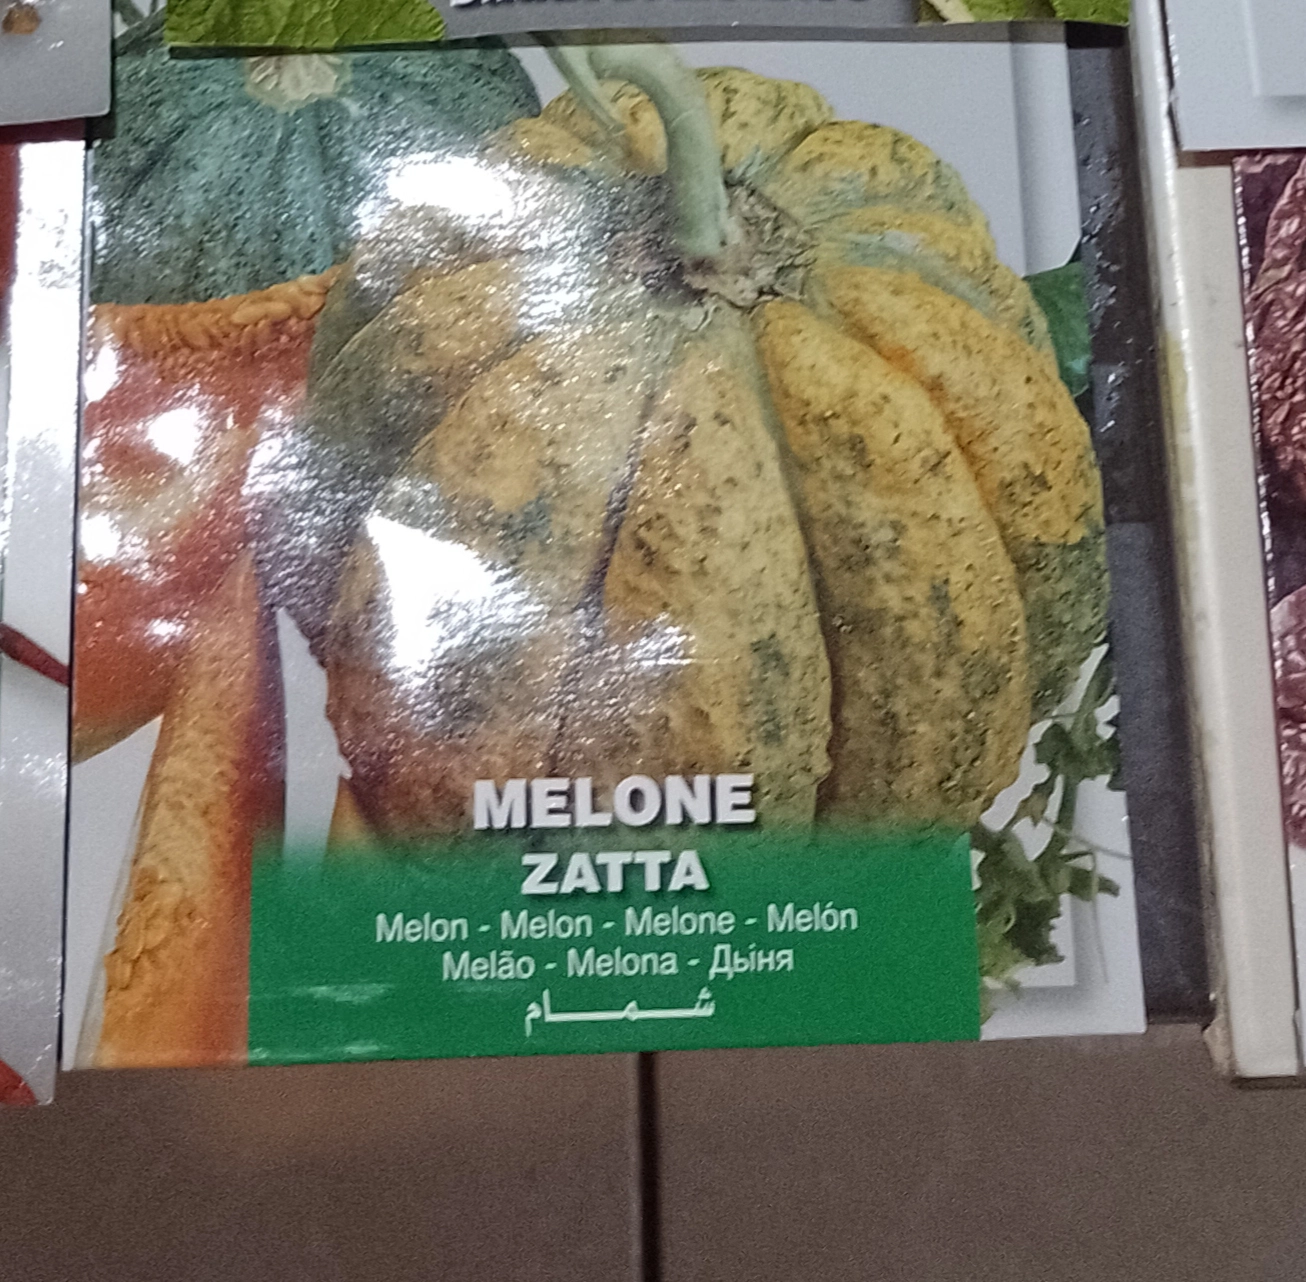 MELONE
ZATTA
Melon - Melon - Melone - Melón
Melão - Melona - Дыня
شمام